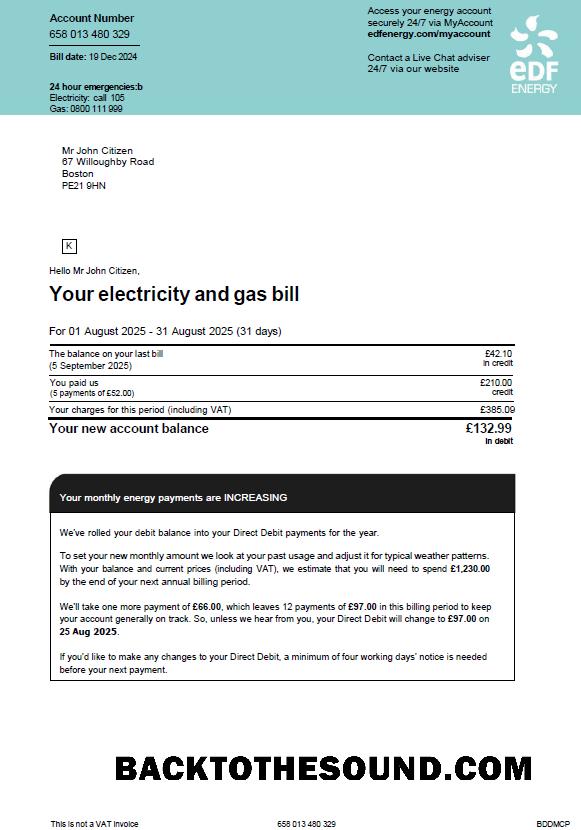 Account Number
658 013 480 329
Bill date: 19 Dec 2024
24 hour emergencies:b
Electricity: call 105
Gas: 0800 111 999
Access your energy account
securely 24/7 via MyAccount
edfenergy.com/myaccount
Contact a Live Chat adviser
24/7 via our website
eDF
ENERGY
Mr John Citizen
67 Willoughby Road
Boston
PE21 9HN
K
Hello Mr John Citizen,
Your electricity and gas bill
For 01 August 2025 - 31 August 2025 (31 days)
The balance on your last bill £42.10
(5 September 2025) in credit
You paid us £210.00
(5 payments of £52.00) credit
Your charges for this period (including VAT) £385.09
Your new account balance £132.99
in debit
Your monthly energy payments are INCREASING
We've rolled your debit balance into your Direct Debit payments for the year.
To set your new monthly amount we look at your past usage and adjust it for typical weather patterns.
With your balance and current prices (including VAT), we estimate that you will need to spend £1,230.00
by the end of your next annual billing period.
We'll take one more payment of £66.00, which leaves 12 payments of £97.00 in this billing period to keep
your account generally on track. So, unless we hear from you, your Direct Debit will change to £97.00 on
25 Aug 2025.
If you'd like to make any changes to your Direct Debit, a minimum of four working days' notice is needed
before your next payment.
BACKTOTHESOUND.COM
This is not a VAT invoice 658 013 480 329 BDDMCP